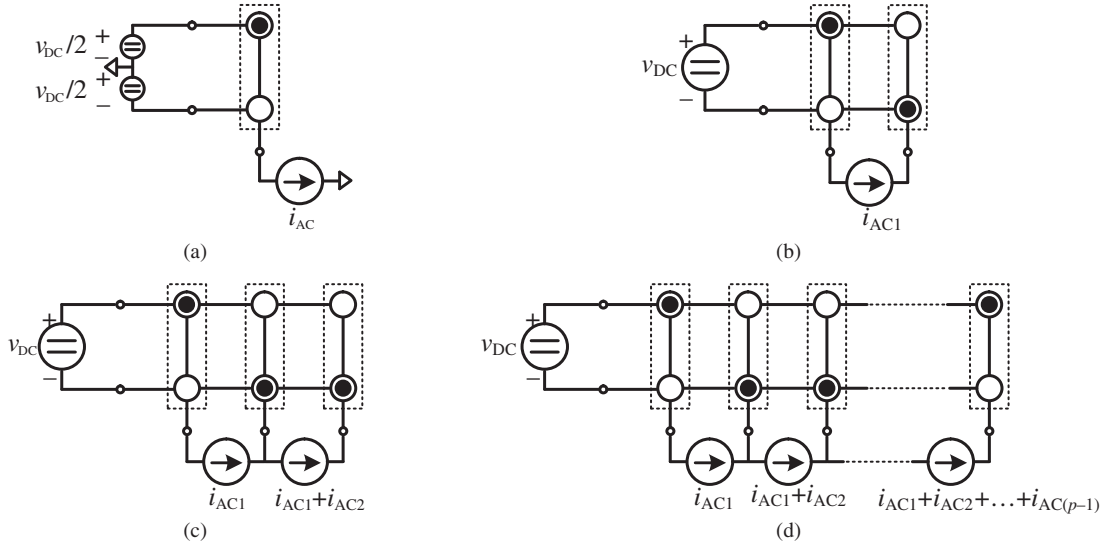 +
v_DC/2
−
+
v_DC/2
−
i_AC
(a)
+
v_DC
−
i_AC1
(b)
+
v_DC
−
i_AC1
i_AC1+i_AC2
(c)
+
v_DC
−
i_AC1
i_AC1+i_AC2
i_AC1+i_AC2+...+i_AC(p−1)
(d)